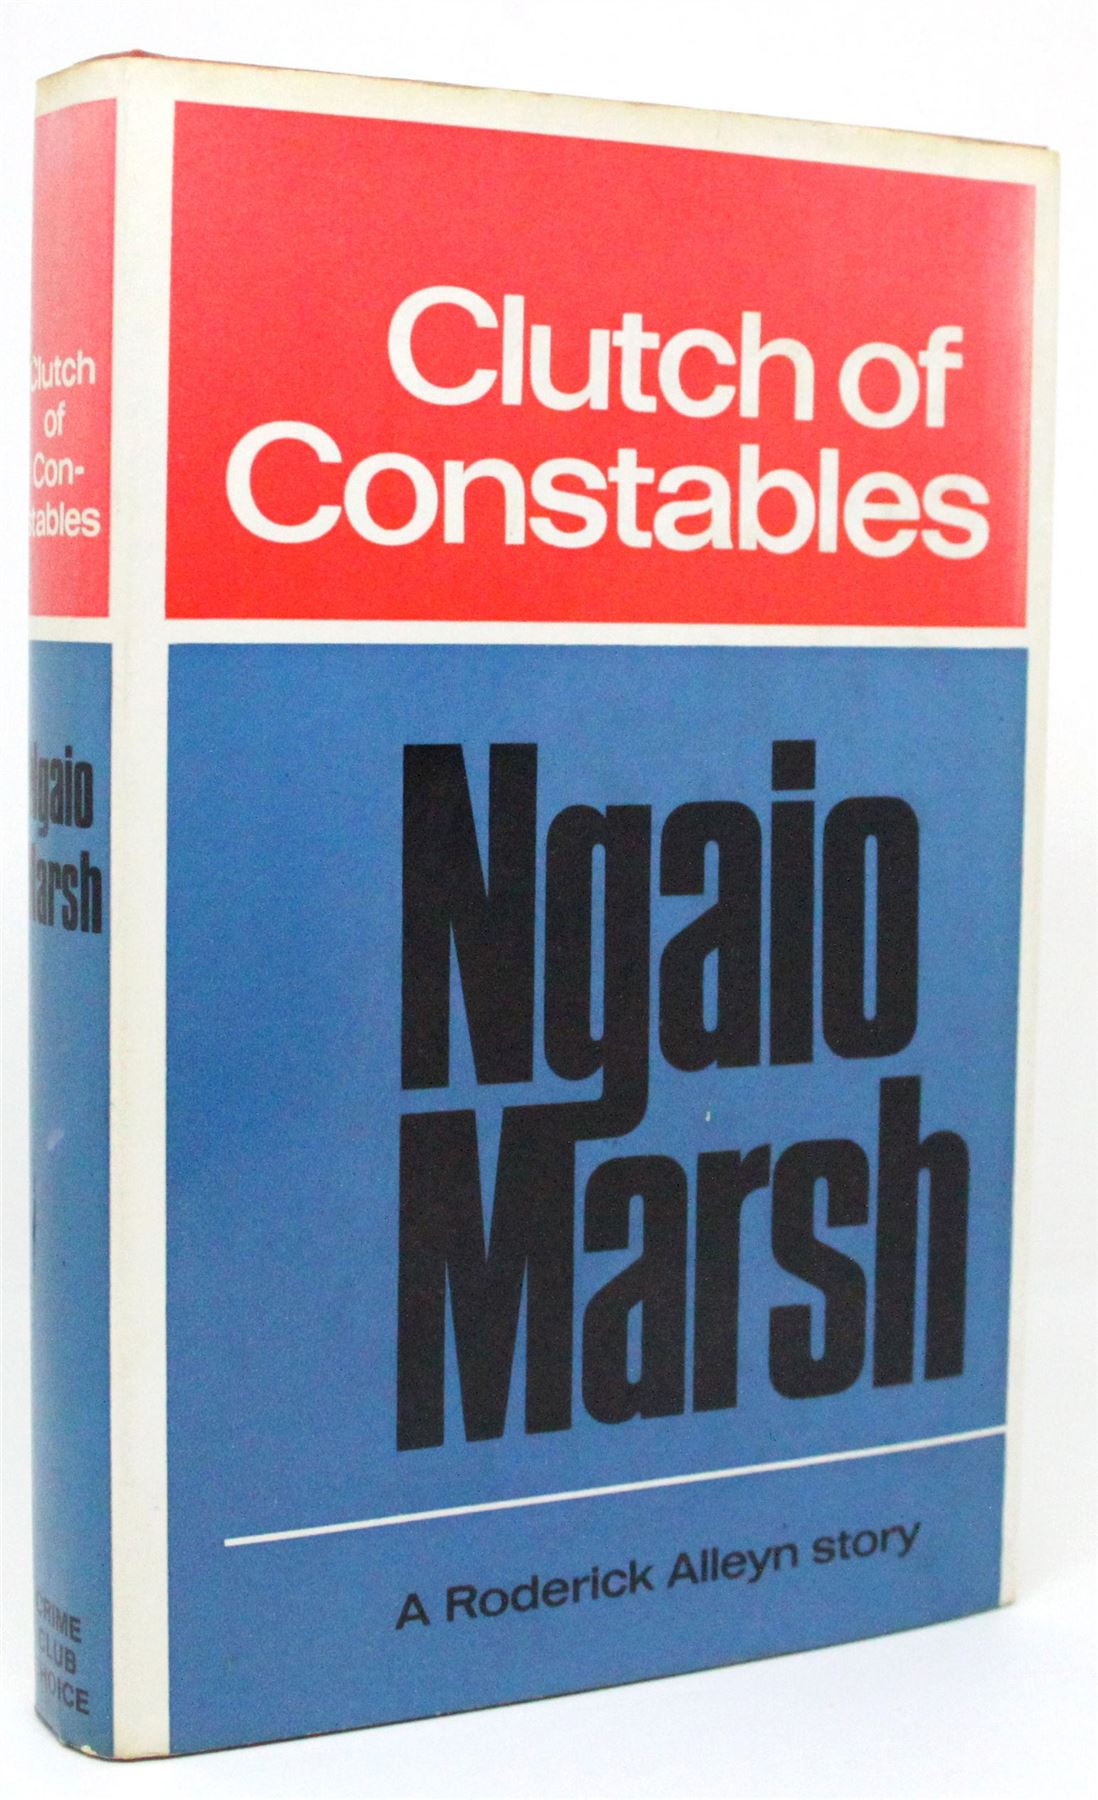 Clutch of
Constables
Ngaio
Marsh
A Roderick Alleyn story
Clutch
of
Con-
stables
Ngaio
Marsh
CRIME
CLUB
CHOICE